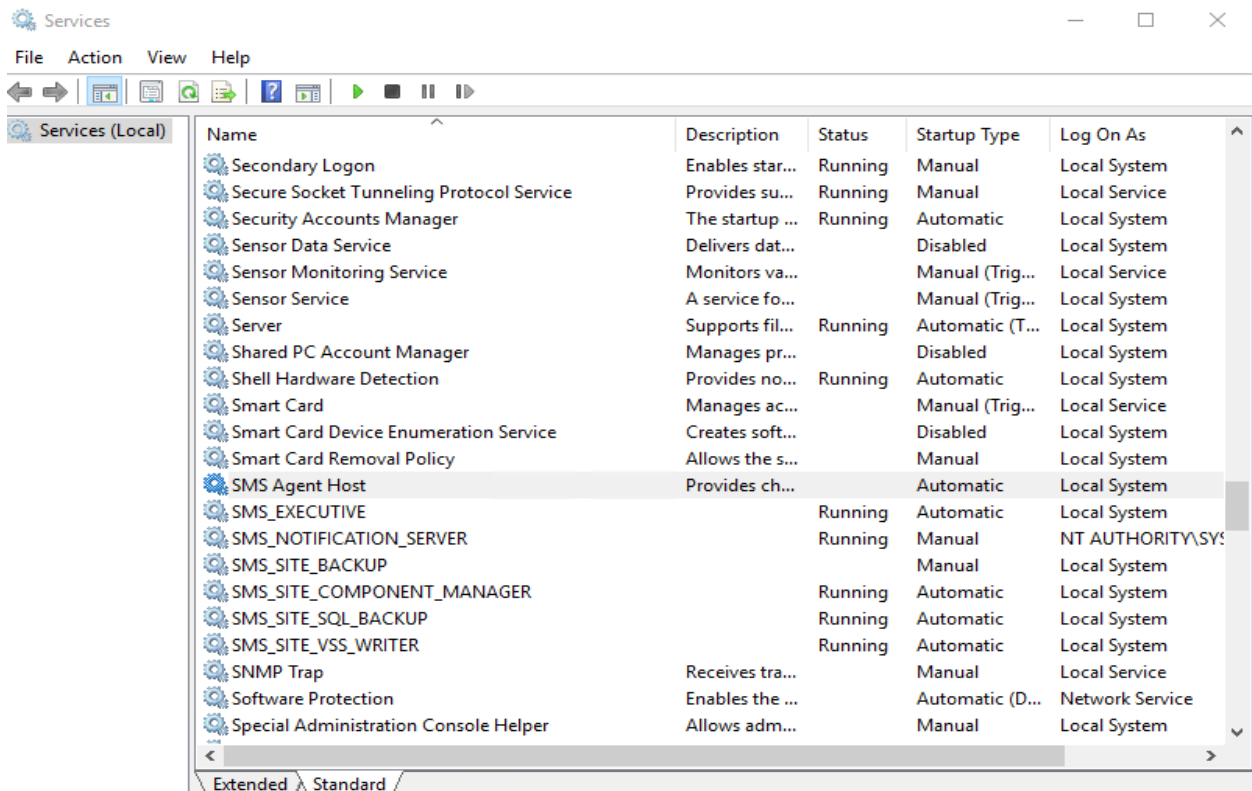 Services
File Action View Help
Services (Local)
Name Description Status Startup Type Log On As
Secondary Logon Enables star... Running Manual Local System
Secure Socket Tunneling Protocol Service Provides su... Running Manual Local Service
Security Accounts Manager The startup ... Running Automatic Local System
Sensor Data Service Delivers dat... Disabled Local System
Sensor Monitoring Service Monitors va... Manual (Trig... Local Service
Sensor Service A service fo... Manual (Trig... Local System
Server Supports fil... Running Automatic (T... Local System
Shared PC Account Manager Manages pr... Disabled Local System
Shell Hardware Detection Provides no... Running Automatic Local System
Smart Card Manages ac... Manual (Trig... Local Service
Smart Card Device Enumeration Service Creates soft... Disabled Local System
Smart Card Removal Policy Allows the s... Manual Local System
SMS Agent Host Provides ch... Automatic Local System
SMS_EXECUTIVE Running Automatic Local System
SMS_NOTIFICATION_SERVER Running Manual NT AUTHORITY\SYS
SMS_SITE_BACKUP Manual Local System
SMS_SITE_COMPONENT_MANAGER Running Automatic Local System
SMS_SITE_SQL_BACKUP Running Automatic Local System
SMS_SITE_VSS_WRITER Running Automatic Local System
SNMP Trap Receives tra... Manual Local Service
Software Protection Enables the ... Automatic (D... Network Service
Special Administration Console Helper Allows adm... Manual Local System
Extended Standard